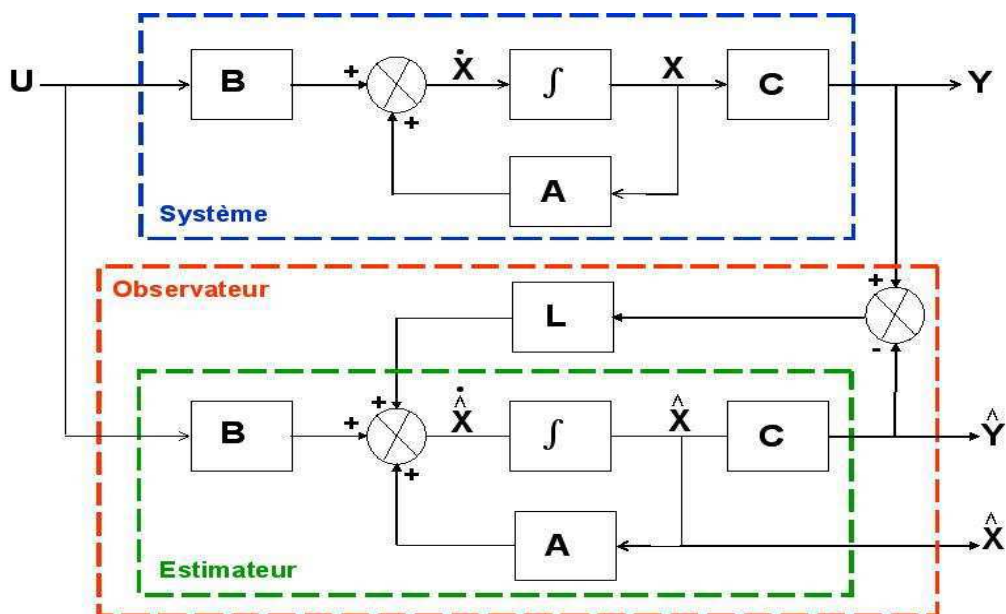 U
B
+
+
Ẋ
∫
X
C
Y
A
Système
Observateur
L
+
-
B
+
+
+
X̂̇
∫
X̂
C
Ŷ
A
X̂
Estimateur